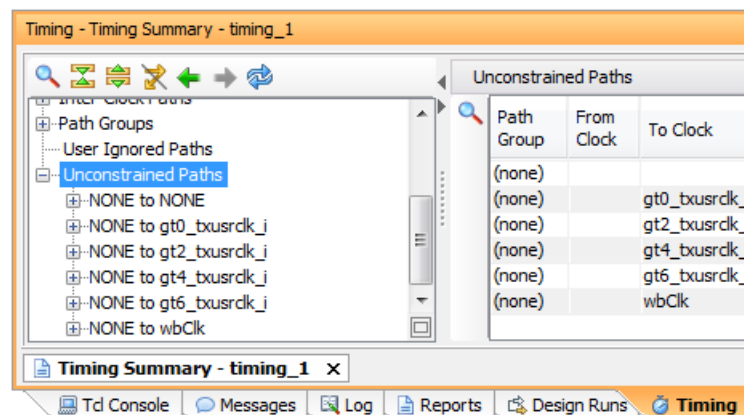 Timing - Timing Summary - timing_1
Inter Clock Paths
Path Groups
User Ignored Paths
Unconstrained Paths
NONE to NONE
NONE to gt0_txusrclk_i
NONE to gt2_txusrclk_i
NONE to gt4_txusrclk_i
NONE to gt6_txusrclk_i
NONE to wbClk
Unconstrained Paths
Path Group From Clock To Clock
(none)
(none) gt0_txusrclk_
(none) gt2_txusrclk_
(none) gt4_txusrclk_
(none) gt6_txusrclk_
(none) wbClk
Timing Summary - timing_1 x
Tcl Console Messages Log Reports Design Runs Timing